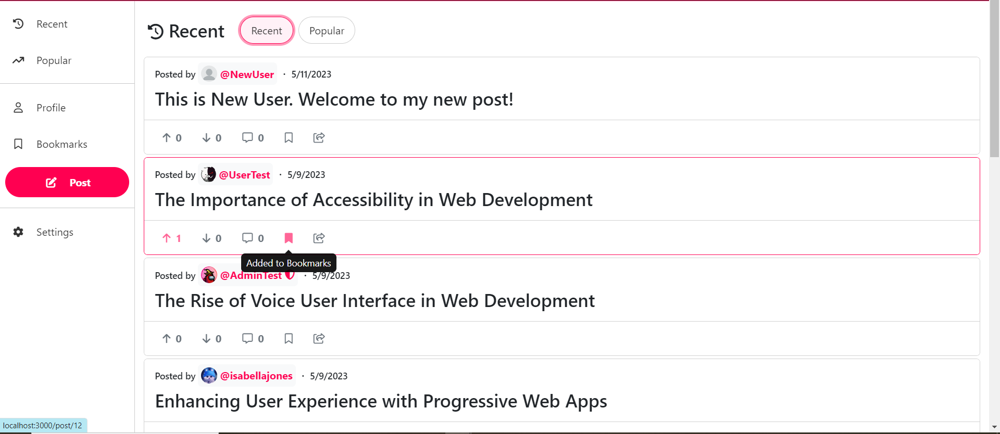 Recent
Popular
Profile
Bookmarks
Post
Settings
Recent Recent Popular
Posted by @NewUser · 5/11/2023
This is New User. Welcome to my new post!
0 0 0
Posted by @UserTest · 5/9/2023
The Importance of Accessibility in Web Development
1 0 0
Added to Bookmarks
Posted by @AdminTest · 5/9/2023
The Rise of Voice User Interface in Web Development
0 0 0
Posted by @isabellajones · 5/9/2023
Enhancing User Experience with Progressive Web Apps
localhost:3000/post/12